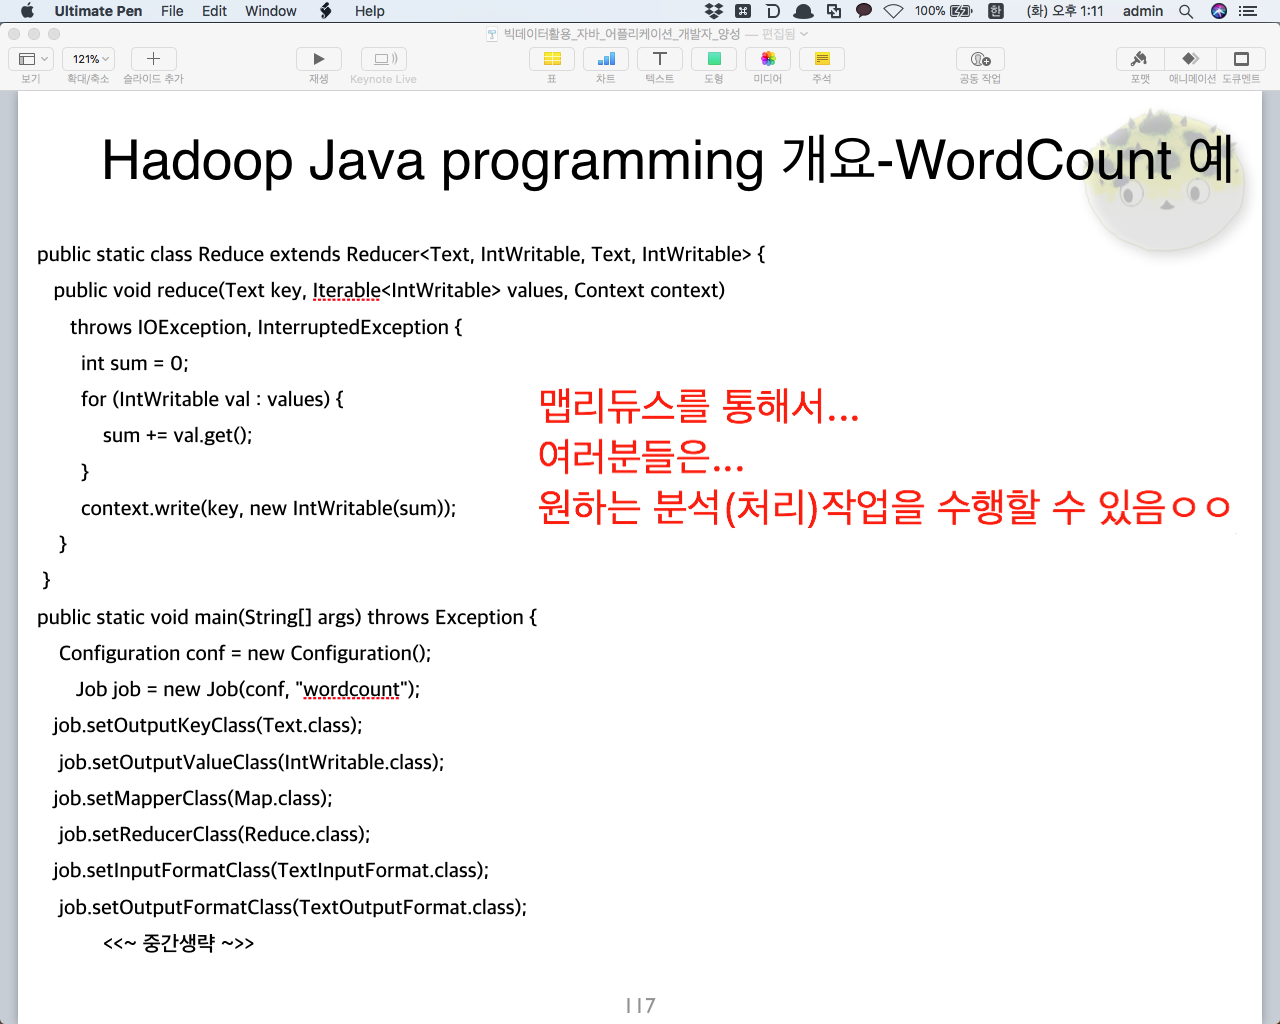 Ultimate Pen File Edit Window Help 100% 한 (화) 오후 1:11 admin
빅데이터활용_자바_어플리케이션_개발자_양성 — 편집됨
121%
보기 확대/축소 슬라이드 추가 재생 Keynote Live 표 차트 텍스트 도형 미디어 주석 공동 작업 포맷 애니메이션 도큐멘트
Hadoop Java programming 개요-WordCount 예
public static class Reduce extends Reducer<Text, IntWritable, Text, IntWritable> {
public void reduce(Text key, Iterable<IntWritable> values, Context context)
throws IOException, InterruptedException {
int sum = 0;
for (IntWritable val : values) {
sum += val.get();
}
context.write(key, new IntWritable(sum));
}
}
맵리듀스를 통해서...
여러분들은...
원하는 분석(처리)작업을 수행할 수 있음ㅇㅇ
public static void main(String[] args) throws Exception {
Configuration conf = new Configuration();
Job job = new Job(conf, "wordcount");
job.setOutputKeyClass(Text.class);
job.setOutputValueClass(IntWritable.class);
job.setMapperClass(Map.class);
job.setReducerClass(Reduce.class);
job.setInputFormatClass(TextInputFormat.class);
job.setOutputFormatClass(TextOutputFormat.class);
<<~ 중간생략 ~>>
117